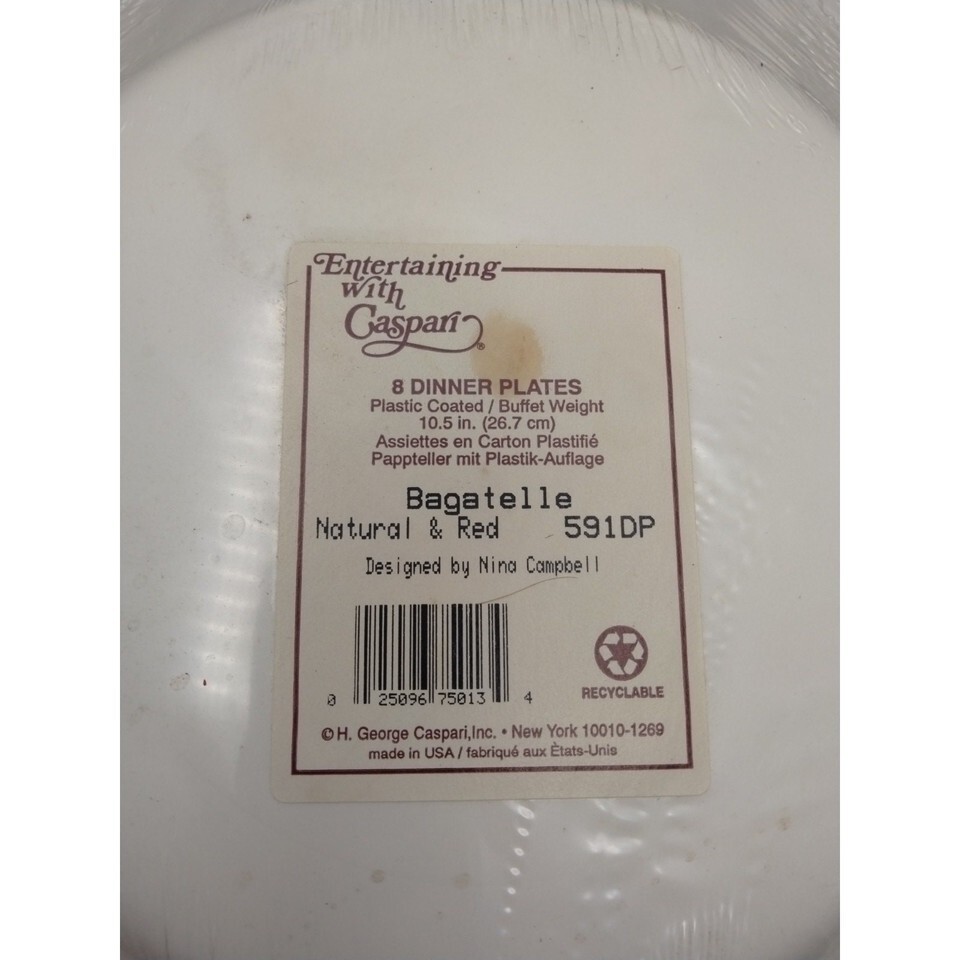 Entertaining
with
Caspari®
8 DINNER PLATES
Plastic Coated / Buffet Weight
10.5 in. (26.7 cm)
Assiettes en Carton Plastifié
Pappteller mit Plastik-Auflage
Bagatelle
Natural & Red 591DP
Designed by Nina Campbell
0 25096 75013 4
RECYCLABLE
© H. George Caspari,Inc. • New York 10010-1269
made in USA / fabriqué aux Ètats-Unis